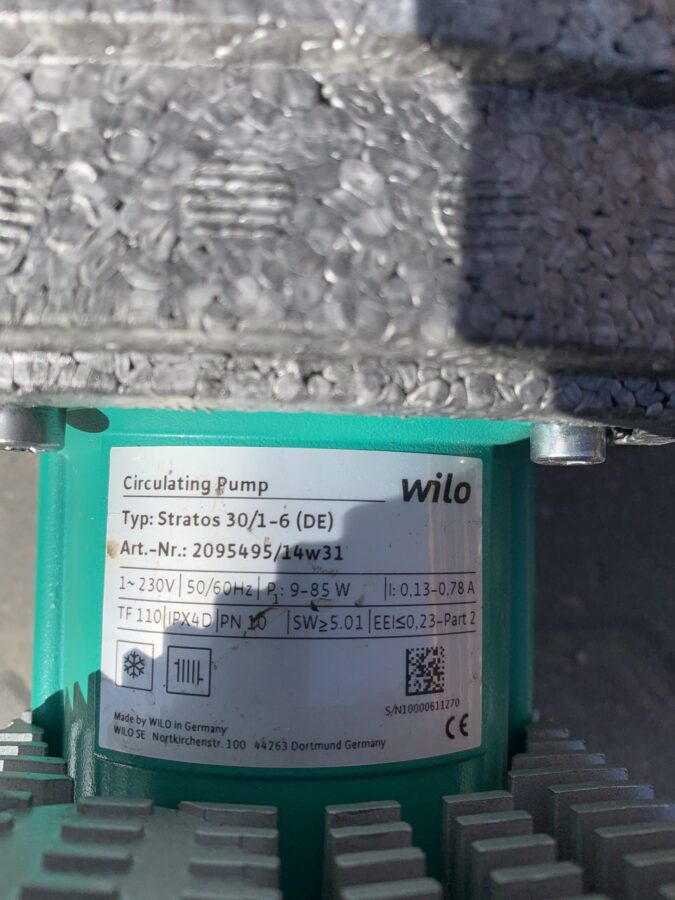 Circulating Pump
wilo
Typ: Stratos 30/1-6 (DE)
Art.-Nr.: 2095495/14w31
1~ 230V 50/60Hz P1: 9-85 W I: 0,13-0,78 A
TF 110 IPX4D PN 10 SW≥5.01 EEI≤0,23-Part 2
S/N10000611270
Made by WILO in Germany
WILO SE Nortkirchenstr. 100 44263 Dortmund Germany
CE